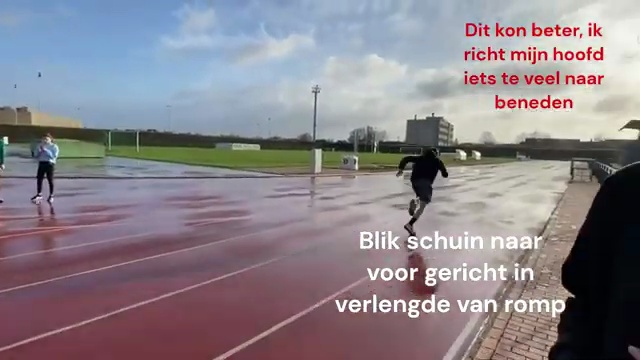 Dit kon beter, ik
richt mijn hoofd
iets te veel naar
beneden
Blik schuin naar
voor gericht in
verlengde van romp